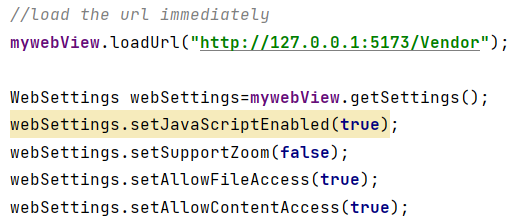 //load the url immediately
mywebView.loadUrl("http://127.0.0.1:5173/Vendor");
WebSettings webSettings=mywebView.getSettings();
webSettings.setJavaScriptEnabled(true);
webSettings.setSupportZoom(false);
webSettings.setAllowFileAccess(true);
webSettings.setAllowContentAccess(true);